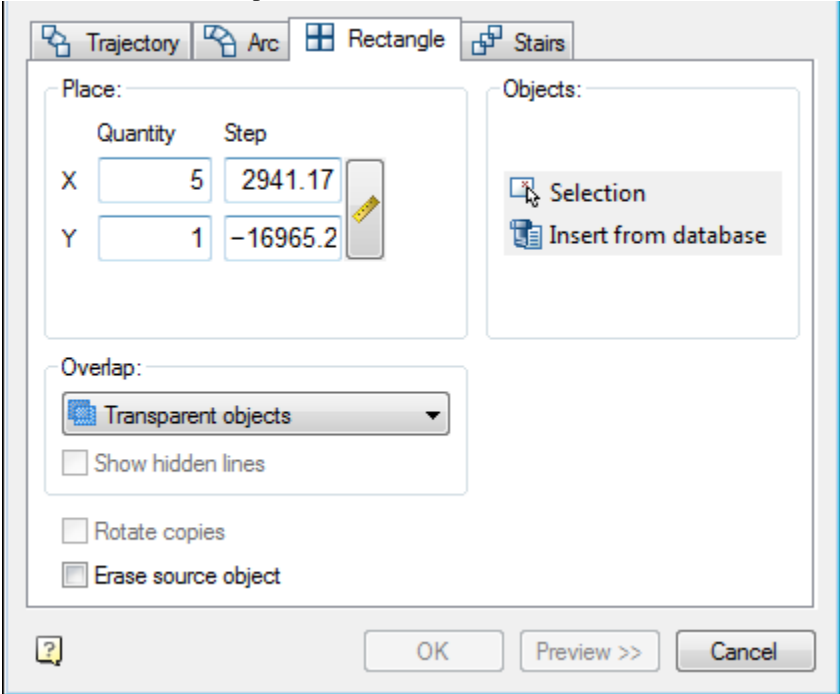 Trajectory Arc Rectangle Stairs
Place: Objects:
Quantity Step
X 5 2941.17
Selection
Y 1 −16965.2
Insert from database
Overlap:
Transparent objects
Show hidden lines
Rotate copies
Erase source object
? OK Preview >> Cancel